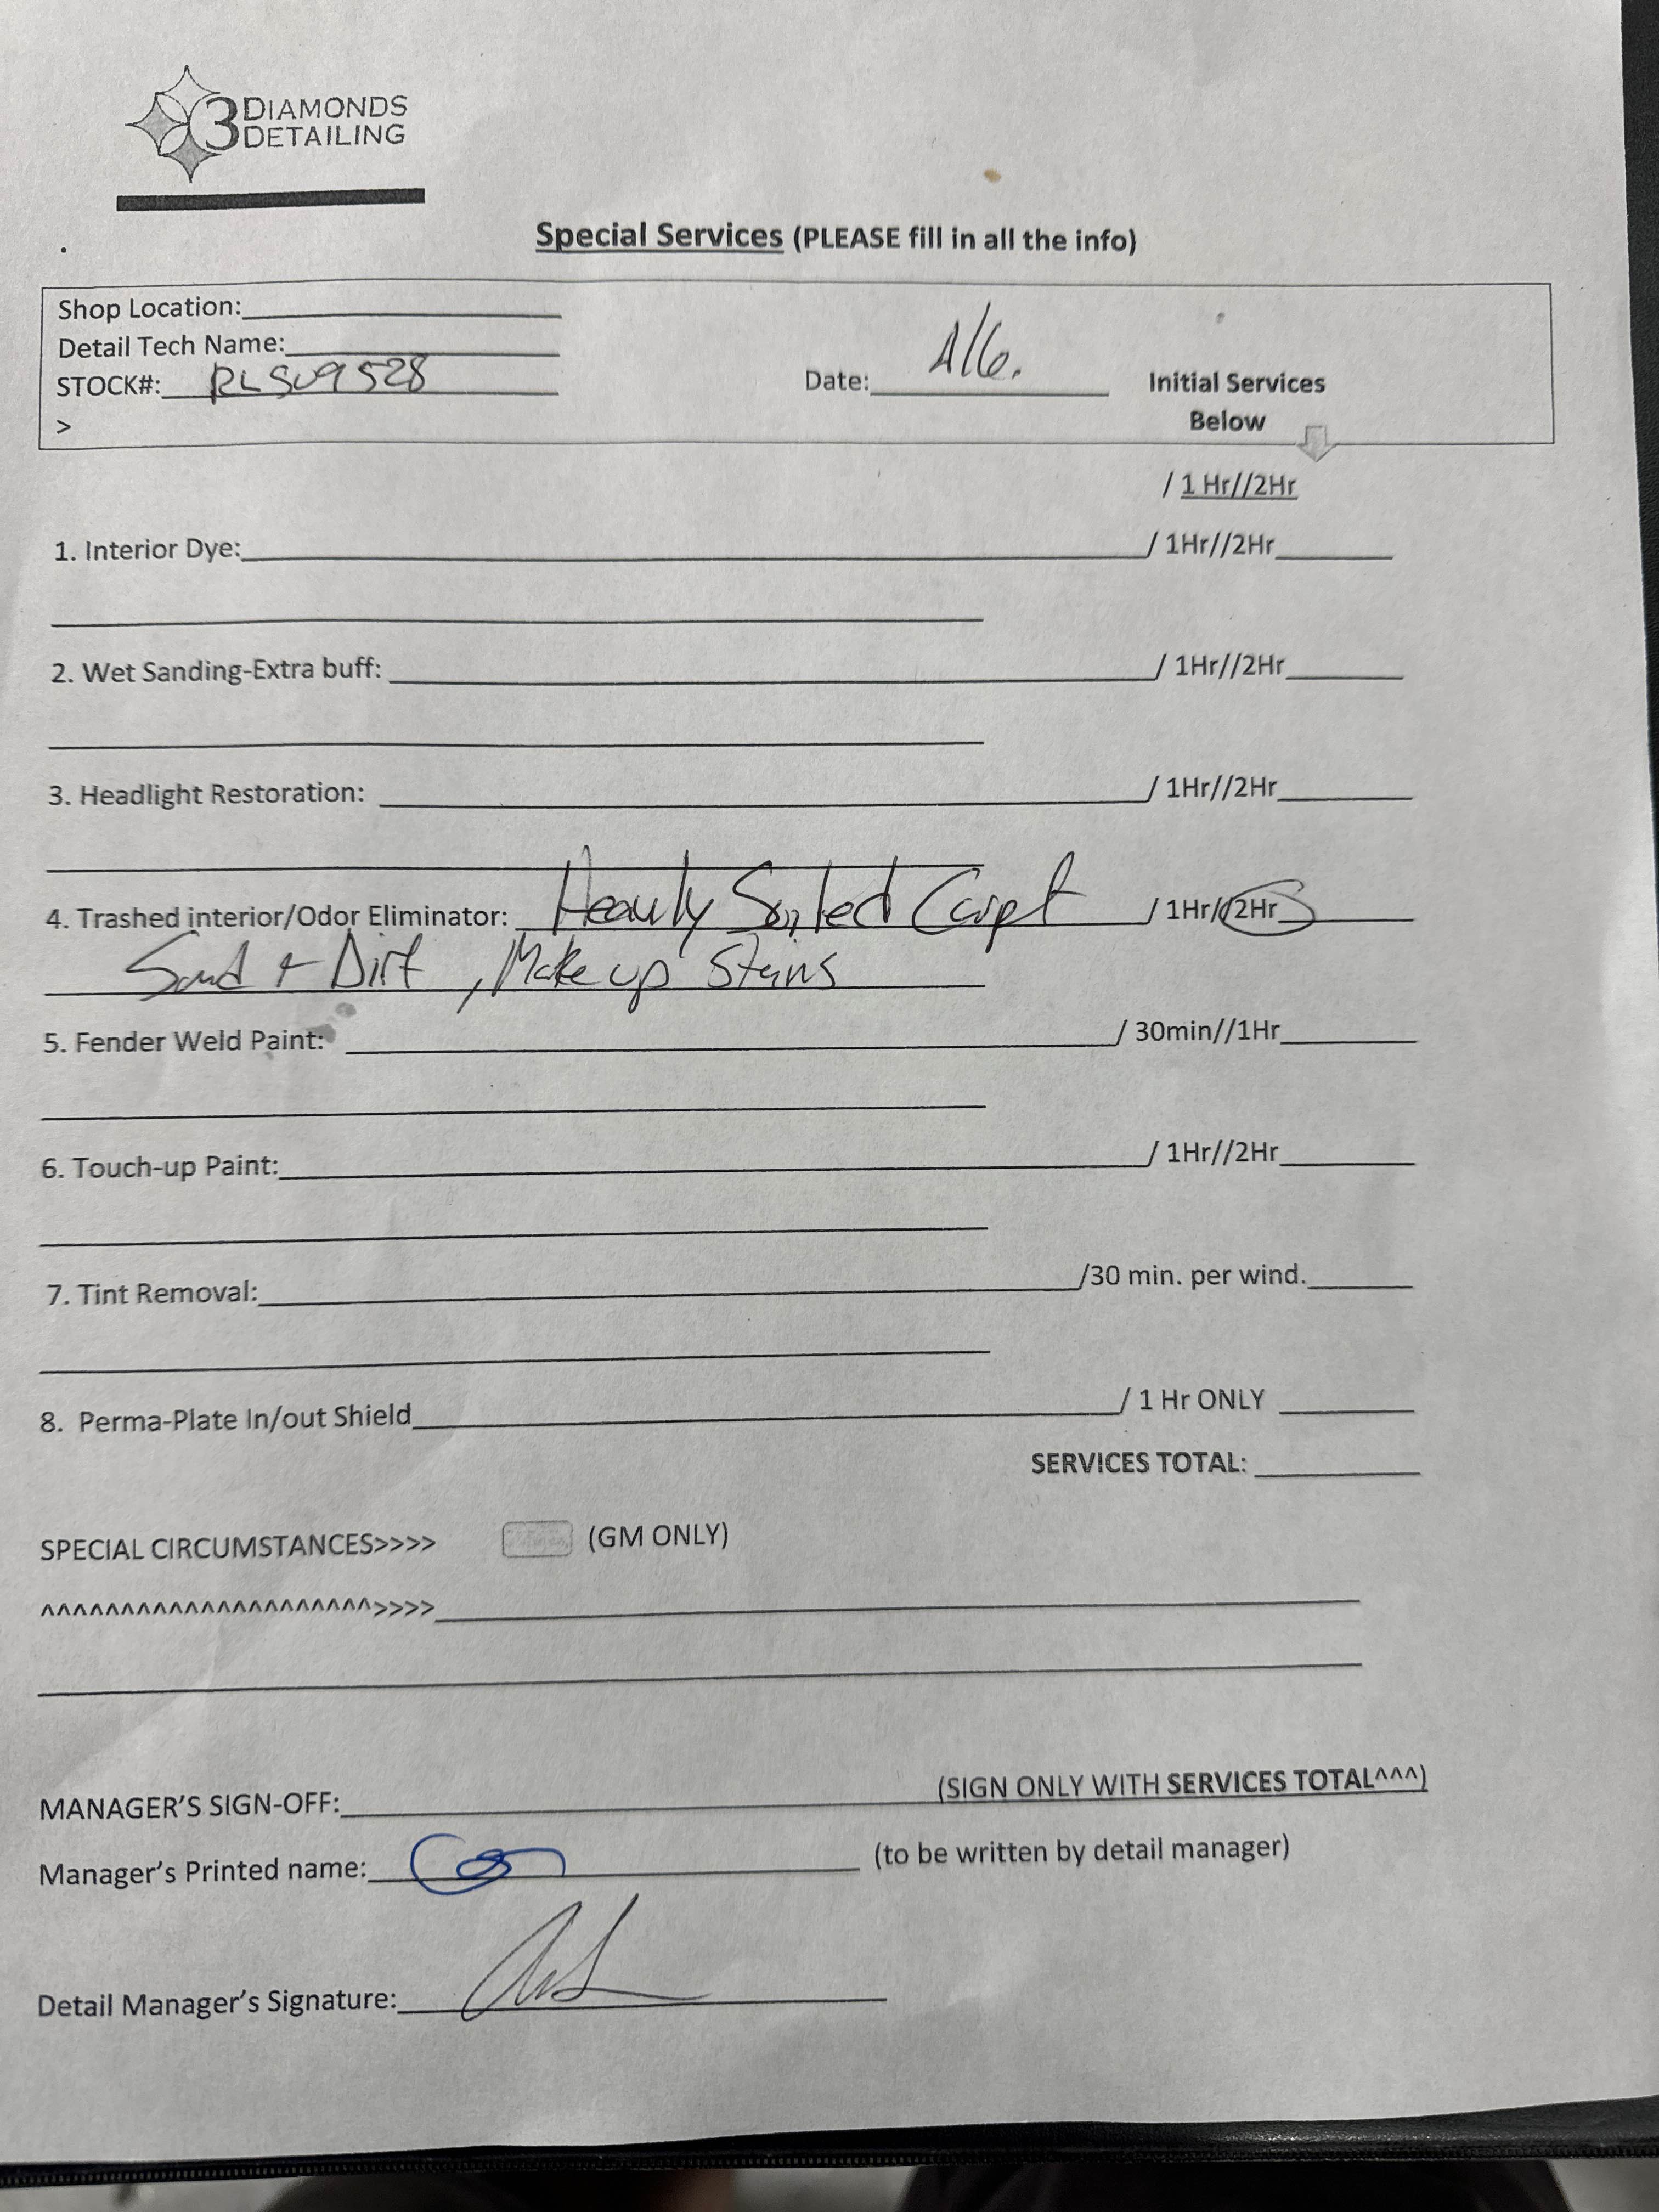 3 DIAMONDS
DETAILING
Special Services (PLEASE fill in all the info)
Shop Location:
Detail Tech Name:
STOCK#: RLSU9528
Date:
Initial Services
Below
>
/ 1 Hr//2Hr
1. Interior Dye: / 1Hr//2Hr
2. Wet Sanding-Extra buff: / 1Hr//2Hr
3. Headlight Restoration: / 1Hr//2Hr
4. Trashed interior/Odor Eliminator: Heavily Soiled Carpt / 1Hr//2Hr
Sand + Dirt, Make up Stains
5. Fender Weld Paint: / 30min//1Hr
6. Touch-up Paint: / 1Hr//2Hr
7. Tint Removal: /30 min. per wind.
8. Perma-Plate In/out Shield / 1 Hr ONLY
SERVICES TOTAL:
SPECIAL CIRCUMSTANCES>>>> (GM ONLY)
^^^^^^^^^^^^^^^^^^^^^>>>>
MANAGER'S SIGN-OFF: (SIGN ONLY WITH SERVICES TOTAL^^^)
Manager's Printed name: (to be written by detail manager)
Detail Manager's Signature: